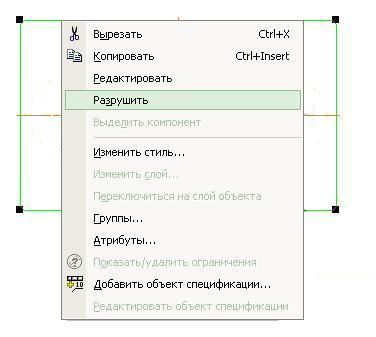 Вырезать Ctrl+X
Копировать Ctrl+Insert
Редактировать
Разрушить
Выделить компонент
Изменить стиль...
Изменить слой...
Переключиться на слой объекта
Группы...
Атрибуты...
Показать/удалить ограничения
Добавить объект спецификации...
Редактировать объект спецификации